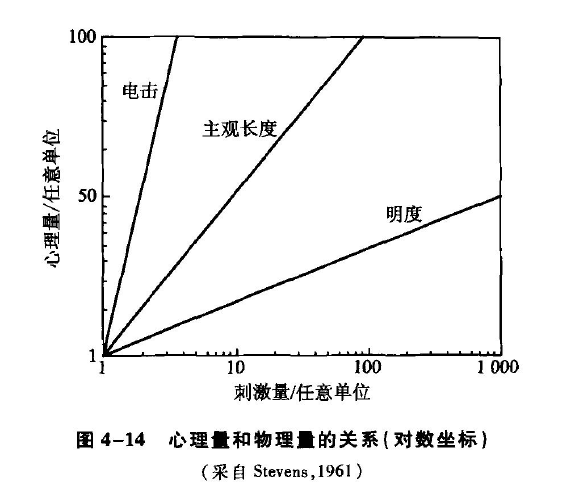 100
电击
主观长度
心理量/任意单位
50
明度
1
1
10
100
1 000
刺激量/任意单位
图 4-14 心理量和物理量的关系(对数坐标)
(采自 Stevens,1961)